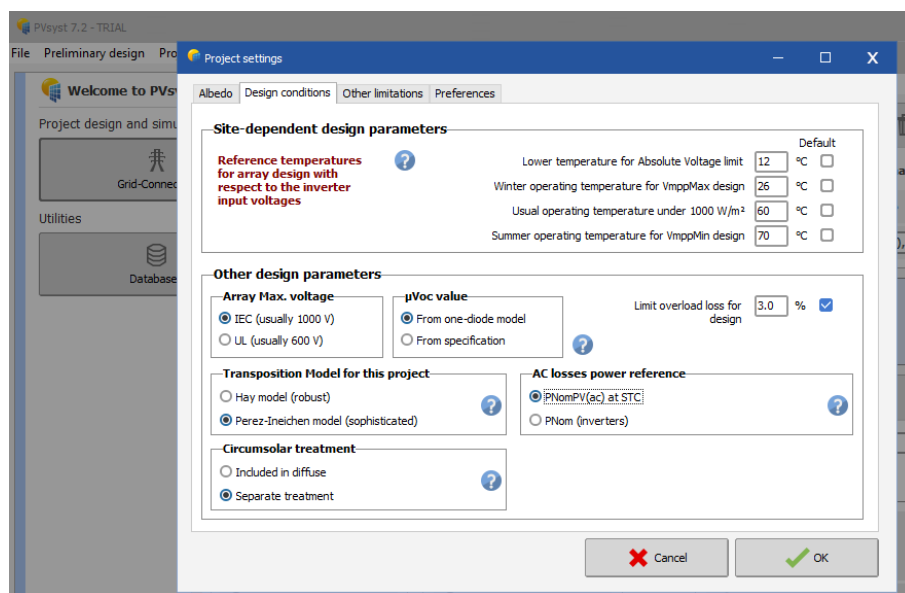 PVsyst 7.2 - TRIAL
File Preliminary design Pro
Welcome to PVs
Project design and simu
Grid-Connec
Utilities
Database
Project settings
Albedo Design conditions Other limitations Preferences
Site-dependent design parameters
Default
Reference temperatures
for array design with
respect to the inverter
input voltages
Lower temperature for Absolute Voltage limit 12 ºC
Winter operating temperature for VmppMax design 26 ºC
Usual operating temperature under 1000 W/m² 60 ºC
Summer operating temperature for VmppMin design 70 ºC
Other design parameters
Array Max. voltage
IEC (usually 1000 V)
UL (usually 600 V)
µVoc value
From one-diode model
From specification
Limit overload loss for
design
3.0 %
Transposition Model for this project
Hay model (robust)
Perez-Ineichen model (sophisticated)
AC losses power reference
PNomPV(ac) at STC
PNom (inverters)
Circumsolar treatment
Included in diffuse
Separate treatment
Cancel
OK